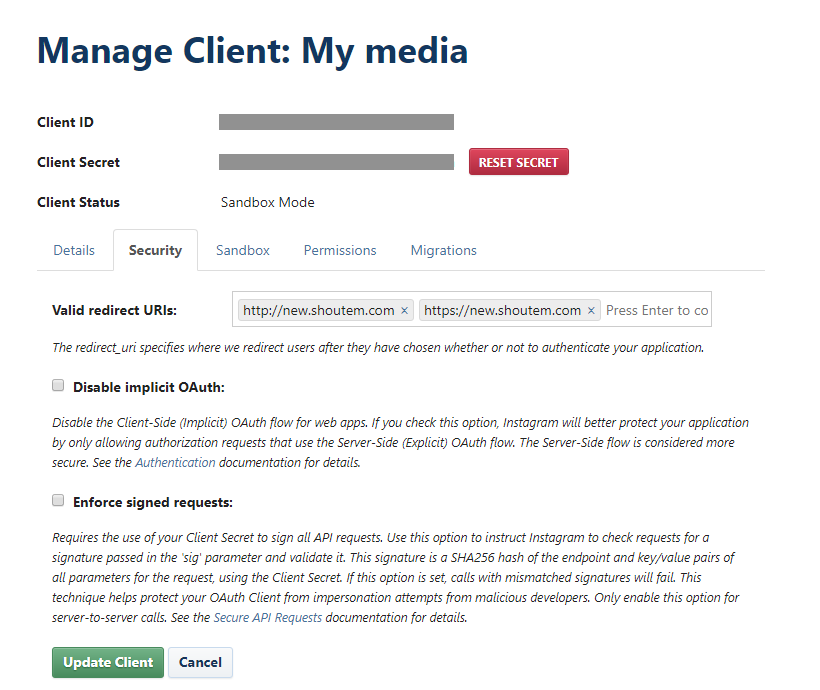 Manage Client: My media
Client ID
Client Secret RESET SECRET
Client Status Sandbox Mode
Details Security Sandbox Permissions Migrations
Valid redirect URIs: http://new.shoutem.com × https://new.shoutem.com × Press Enter to co
The redirect_uri specifies where we redirect users after they have chosen whether or not to authenticate your application.
Disable implicit OAuth:
Disable the Client-Side (Implicit) OAuth flow for web apps. If you check this option, Instagram will better protect your application
by only allowing authorization requests that use the Server-Side (Explicit) OAuth flow. The Server-Side flow is considered more
secure. See the Authentication documentation for details.
Enforce signed requests:
Requires the use of your Client Secret to sign all API requests. Use this option to instruct Instagram to check requests for a
signature passed in the 'sig' parameter and validate it. This signature is a SHA256 hash of the endpoint and key/value pairs of
all parameters for the request, using the Client Secret. If this option is set, calls with mismatched signatures will fail. This
technique helps protect your OAuth Client from impersonation attempts from malicious developers. Only enable this option for
server-to-server calls. See the Secure API Requests documentation for details.
Update Client Cancel